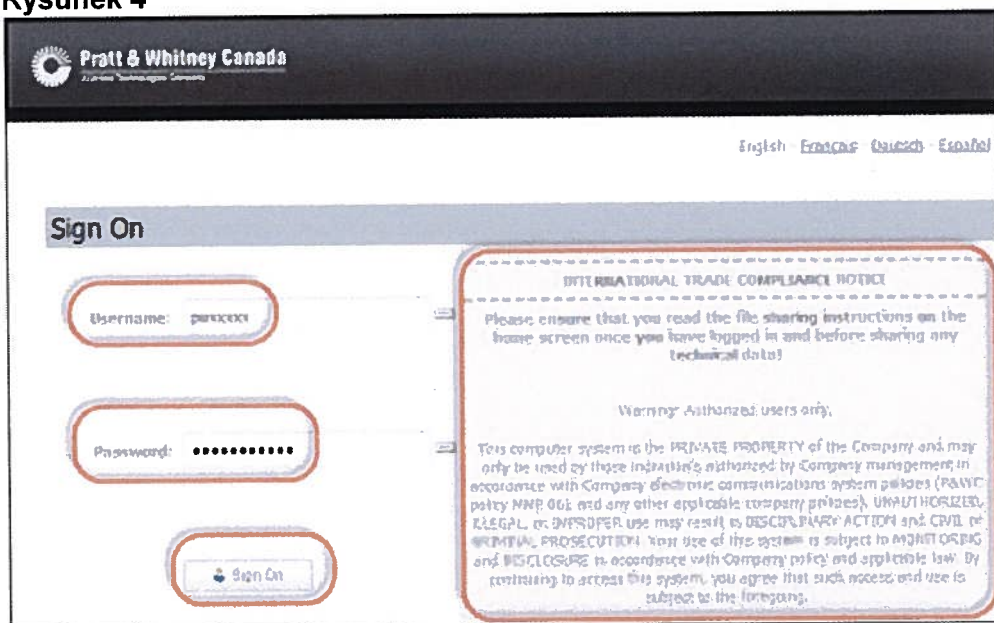 Rysunek 4
Pratt & Whitney Canada
English Français Deutsch Español
Sign On
INTERNATIONAL TRADE COMPLIANCE NOTICE
Username:
Please ensure that you read the file sharing instructions on the
home screen once you have logged in and before sharing any
technical data!
Warning: Authorized users only.
Password: •••••••••••
This computer system is the PRIVATE PROPERTY of the Company and may
only be used by those individuals authorized by Company management in
accordance with Company electronic communications system policies (P&WC
policy and any other applicable company policies). UNAUTHORIZED,
ILLEGAL, or IMPROPER use may result in DISCIPLINARY ACTION and CIVIL or
CRIMINAL PROSECUTION. Your use of this system is subject to MONITORING
and DISCLOSURE in accordance with Company policy and applicable law. By
Sign On
continuing to access this system, you agree that such access and use is
subject to the foregoing.